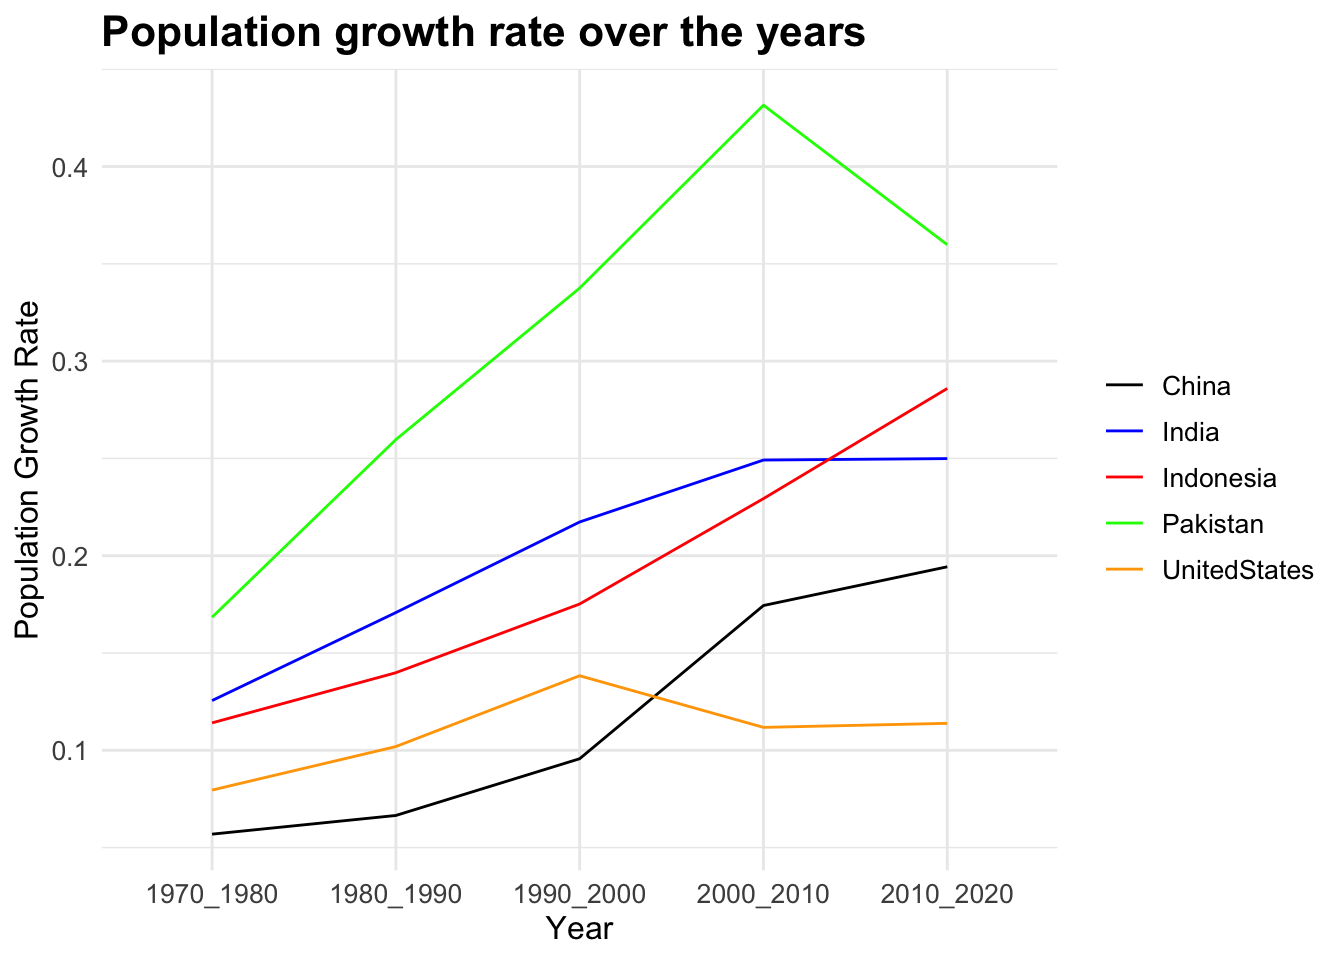 Population growth rate over the years
Population Growth Rate
0.4
0.3
0.2
0.1
1970_1980
1980_1990
1990_2000
2000_2010
2010_2020
Year
China
India
Indonesia
Pakistan
UnitedStates